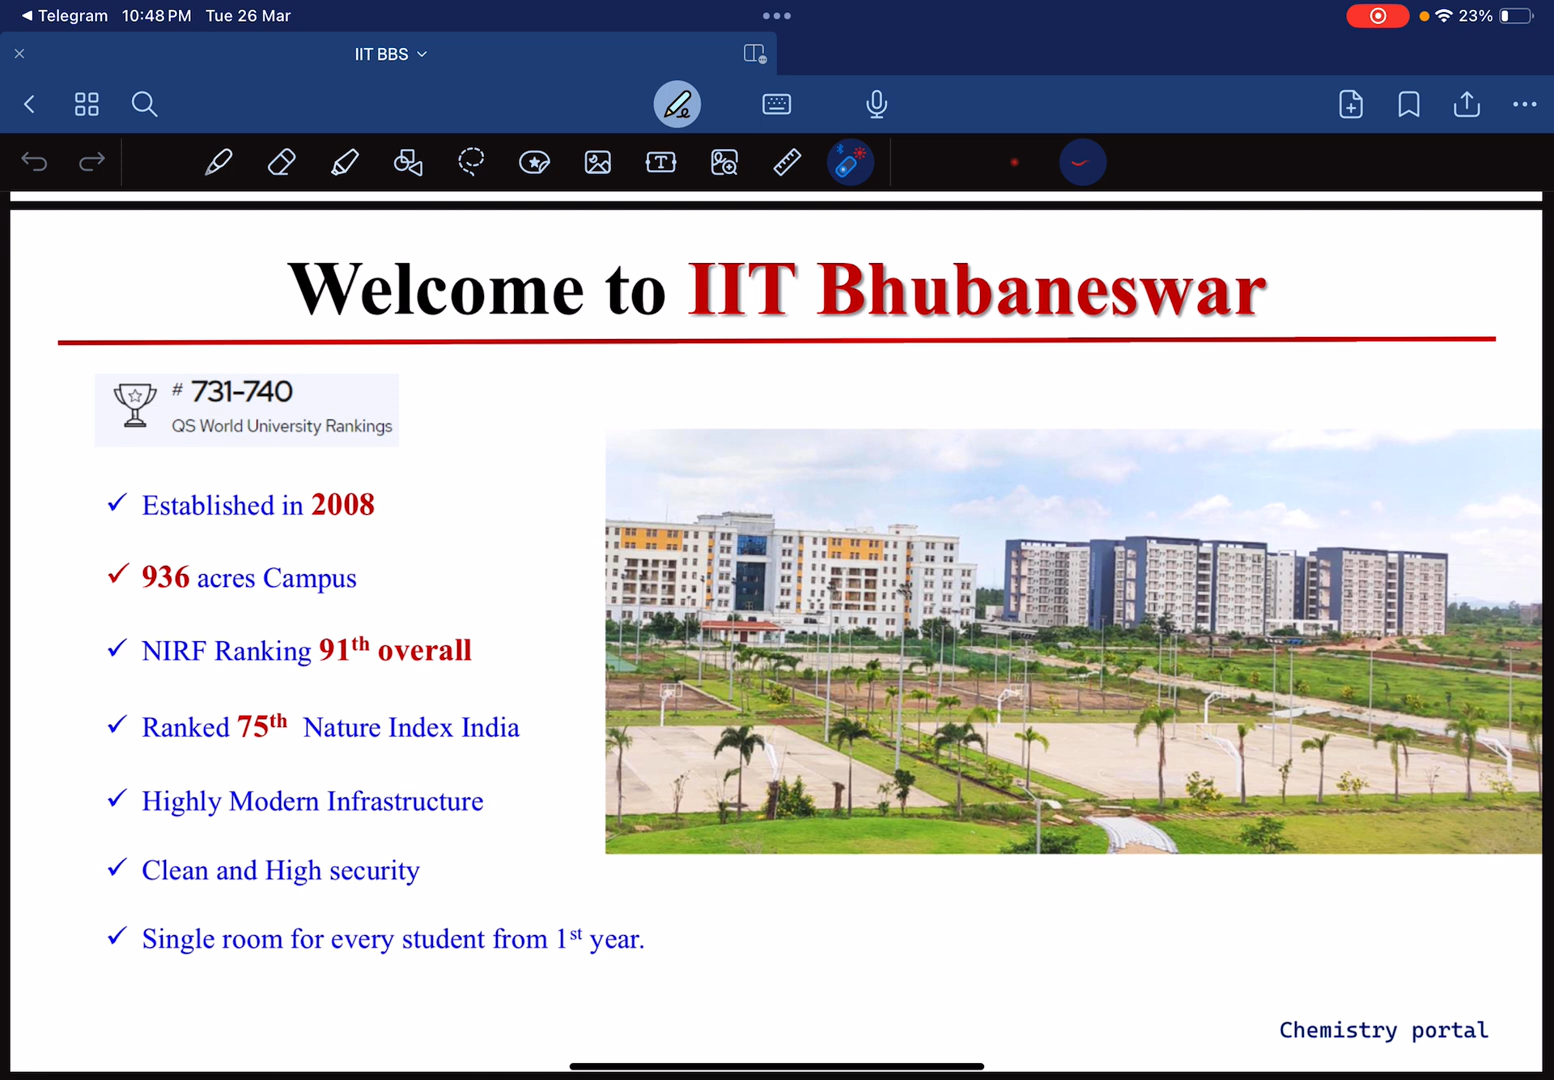 Telegram 10:48 PM Tue 26 Mar
23%
IIT BBS
Welcome to IIT Bhubaneswar
# 731-740
QS World University Rankings
✓ Established in 2008
✓ 936 acres Campus
✓ NIRF Ranking 91th overall
✓ Ranked 75th Nature Index India
✓ Highly Modern Infrastructure
✓ Clean and High security
✓ Single room for every student from 1st year.
Chemistry portal